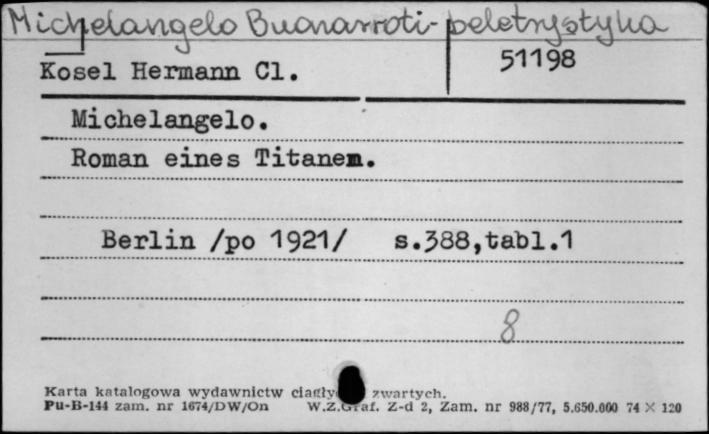 Michelangelo Buonarroti - beletrystyka
Kosel Hermann Cl.
51198
Michelangelo.
Roman eines Titanen.
Berlin /po 1921/ s.388,tabl.1
8
Karta katalogowa wydawnictw ciągły zwartych.
Pu-B-144 zam. nr 1674/DW/On W.Z.Graf. Z-d 2, Zam. nr 988/77, 5.650.000 74 × 120